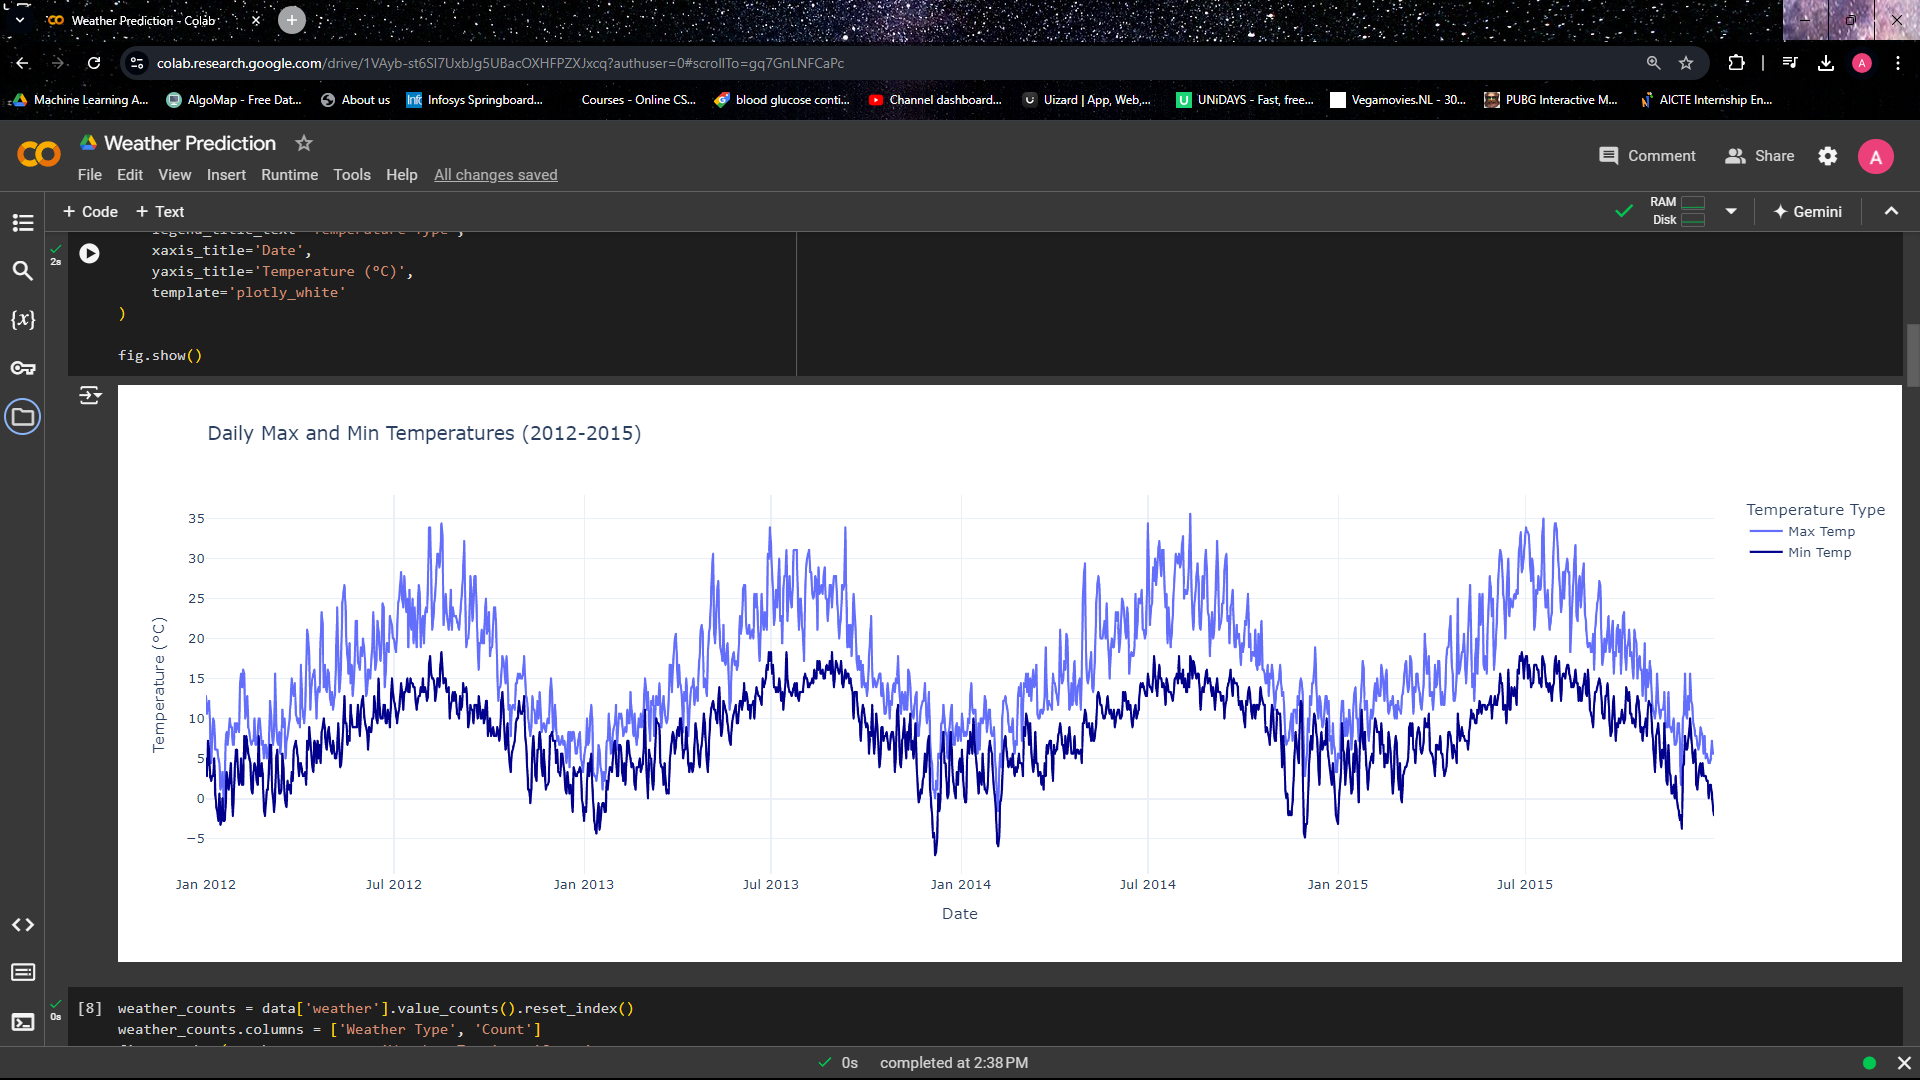 Weather Prediction - Colab
colab.research.google.com/drive/1VAyb-st6SI7UxbJg5UBacOXHFPZXJxcq?authuser=0#scrollTo=gq7GnLNFCaPc
Machine Learning A...
AlgoMap - Free Dat...
About us
Infosys Springboard...
Courses - Online CS...
blood glucose conti...
Channel dashboard...
Uizard | App, Web,...
UNiDAYS - Fast, free...
Vegamovies.NL - 30...
PUBG Interactive M...
AICTE Internship En...
Weather Prediction
Comment
Share
A
File Edit View Insert Runtime Tools Help All changes saved
+ Code + Text
RAM
Disk
Gemini
2s
legend_title_text='Temperature Type',
xaxis_title='Date',
yaxis_title='Temperature (°C)',
template='plotly_white'
)
fig.show()
Daily Max and Min Temperatures (2012-2015)
Temperature Type
Max Temp
Min Temp
35
30
25
20
15
10
5
0
−5
Temperature (°C)
Jan 2012
Jul 2012
Jan 2013
Jul 2013
Jan 2014
Jul 2014
Jan 2015
Jul 2015
Date
0s
[8] weather_counts = data['weather'].value_counts().reset_index()
weather_counts.columns = ['Weather Type', 'Count']
0s completed at 2:38 PM